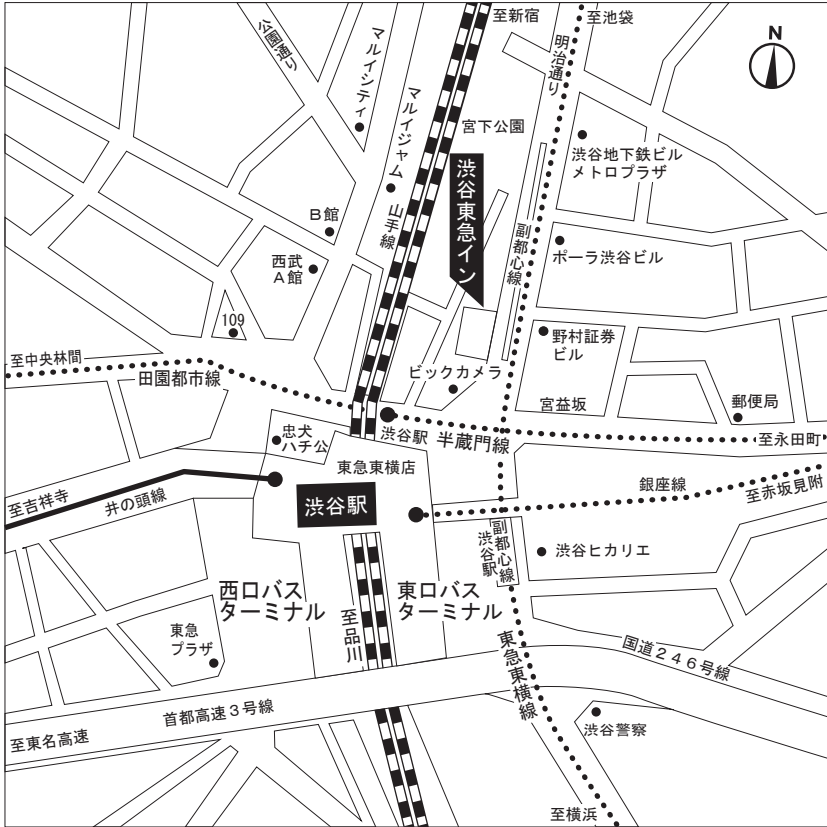 至新宿
至池袋
N
公園通り
マルイシティ
マルイジャム
明治通り
宮下公園
渋谷地下鉄ビル
メトロプラザ
渋谷東急イン
B館
山手線
副都心線
西武
A館
ポーラ渋谷ビル
109
野村証券
ビル
至中央林間
田園都市線
ビックカメラ
宮益坂
郵便局
忠犬
ハチ公
渋谷駅
半蔵門線
至永田町
東急東横店
至吉祥寺
井の頭線
渋谷駅
銀座線
至赤坂見附
副都心線
渋谷駅
渋谷ヒカリエ
西口バス
ターミナル
東口バス
ターミナル
至品川
東急
プラザ
東急東横線
国道246号線
首都高速3号線
至東名高速
渋谷警察
至横浜